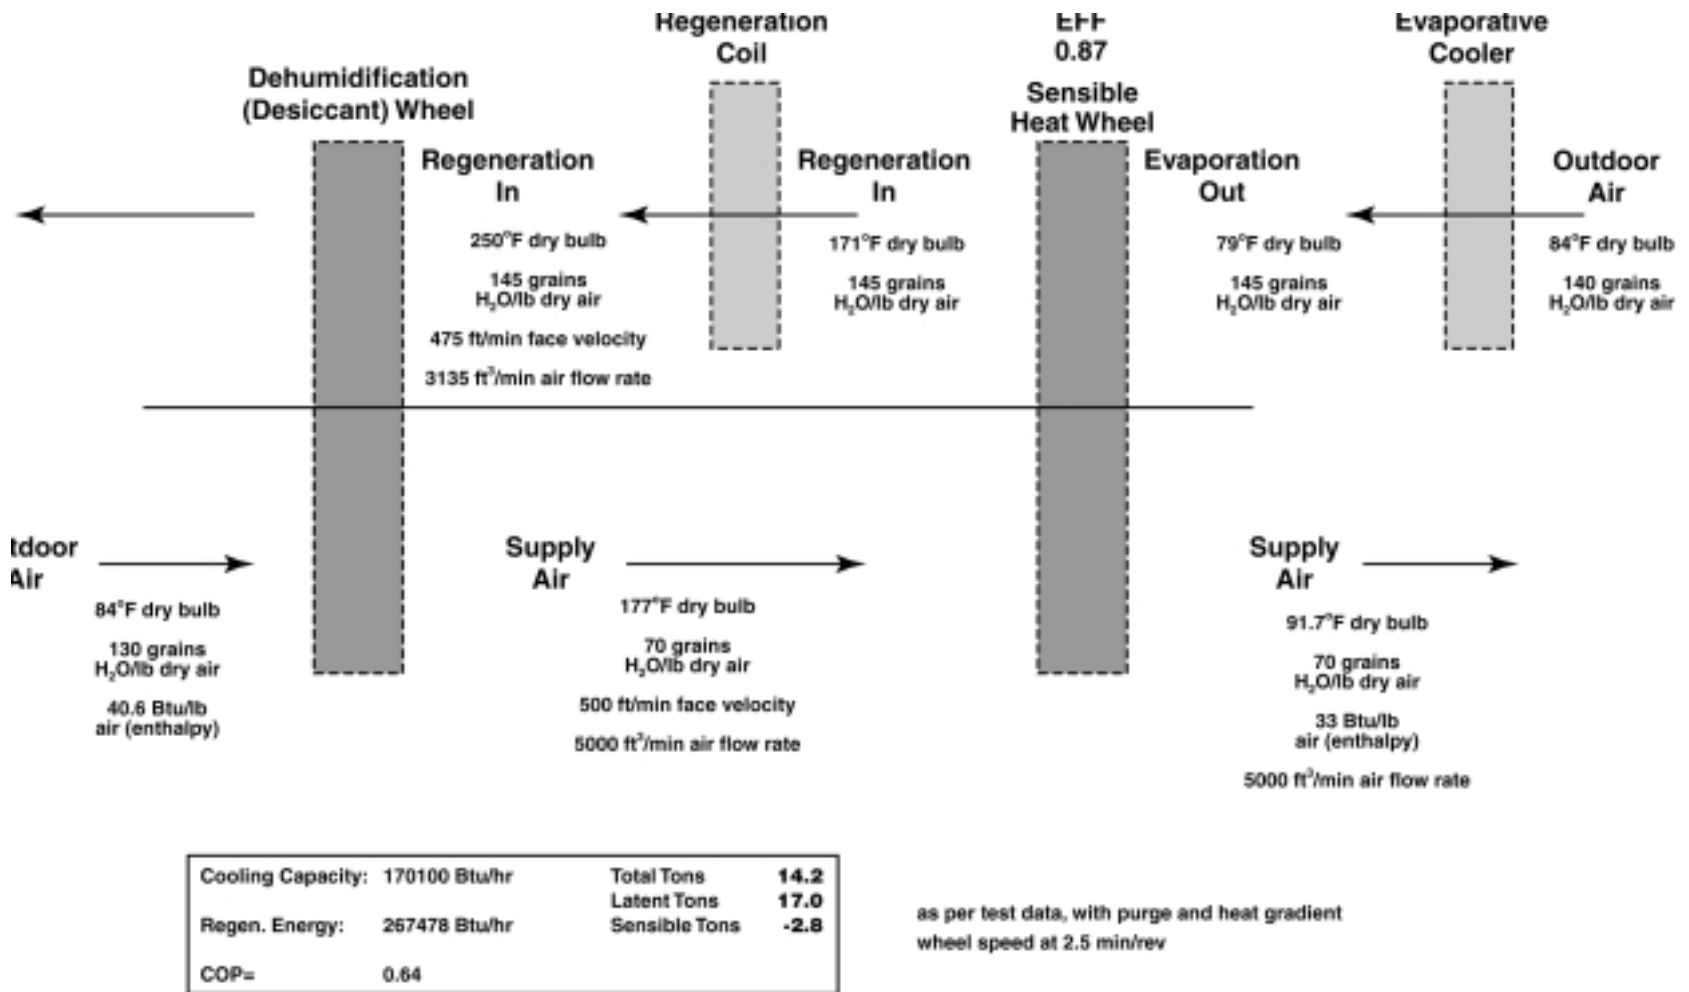 Regeneration
Coil
EFF
0.87
Evaporative
Cooler
Dehumidification
(Desiccant) Wheel
Sensible
Heat Wheel
Regeneration
In
Regeneration
In
Evaporation
Out
Outdoor
Air
250°F dry bulb
145 grains
H₂O/lb dry air
475 ft/min face velocity
3135 ft³/min air flow rate
171°F dry bulb
145 grains
H₂O/lb dry air
79°F dry bulb
145 grains
H₂O/lb dry air
84°F dry bulb
140 grains
H₂O/lb dry air
tdoor
Air
84°F dry bulb
130 grains
H₂O/lb dry air
40.6 Btu/lb
air (enthalpy)
Supply
Air
177°F dry bulb
70 grains
H₂O/lb dry air
500 ft/min face velocity
5000 ft³/min air flow rate
Supply
Air
91.7°F dry bulb
70 grains
H₂O/lb dry air
33 Btu/lb
air (enthalpy)
5000 ft³/min air flow rate
Cooling Capacity: 170100 Btu/hr Total Tons 14.2
Latent Tons 17.0
Regen. Energy: 267478 Btu/hr Sensible Tons -2.8
COP= 0.64
as per test data, with purge and heat gradient
wheel speed at 2.5 min/rev